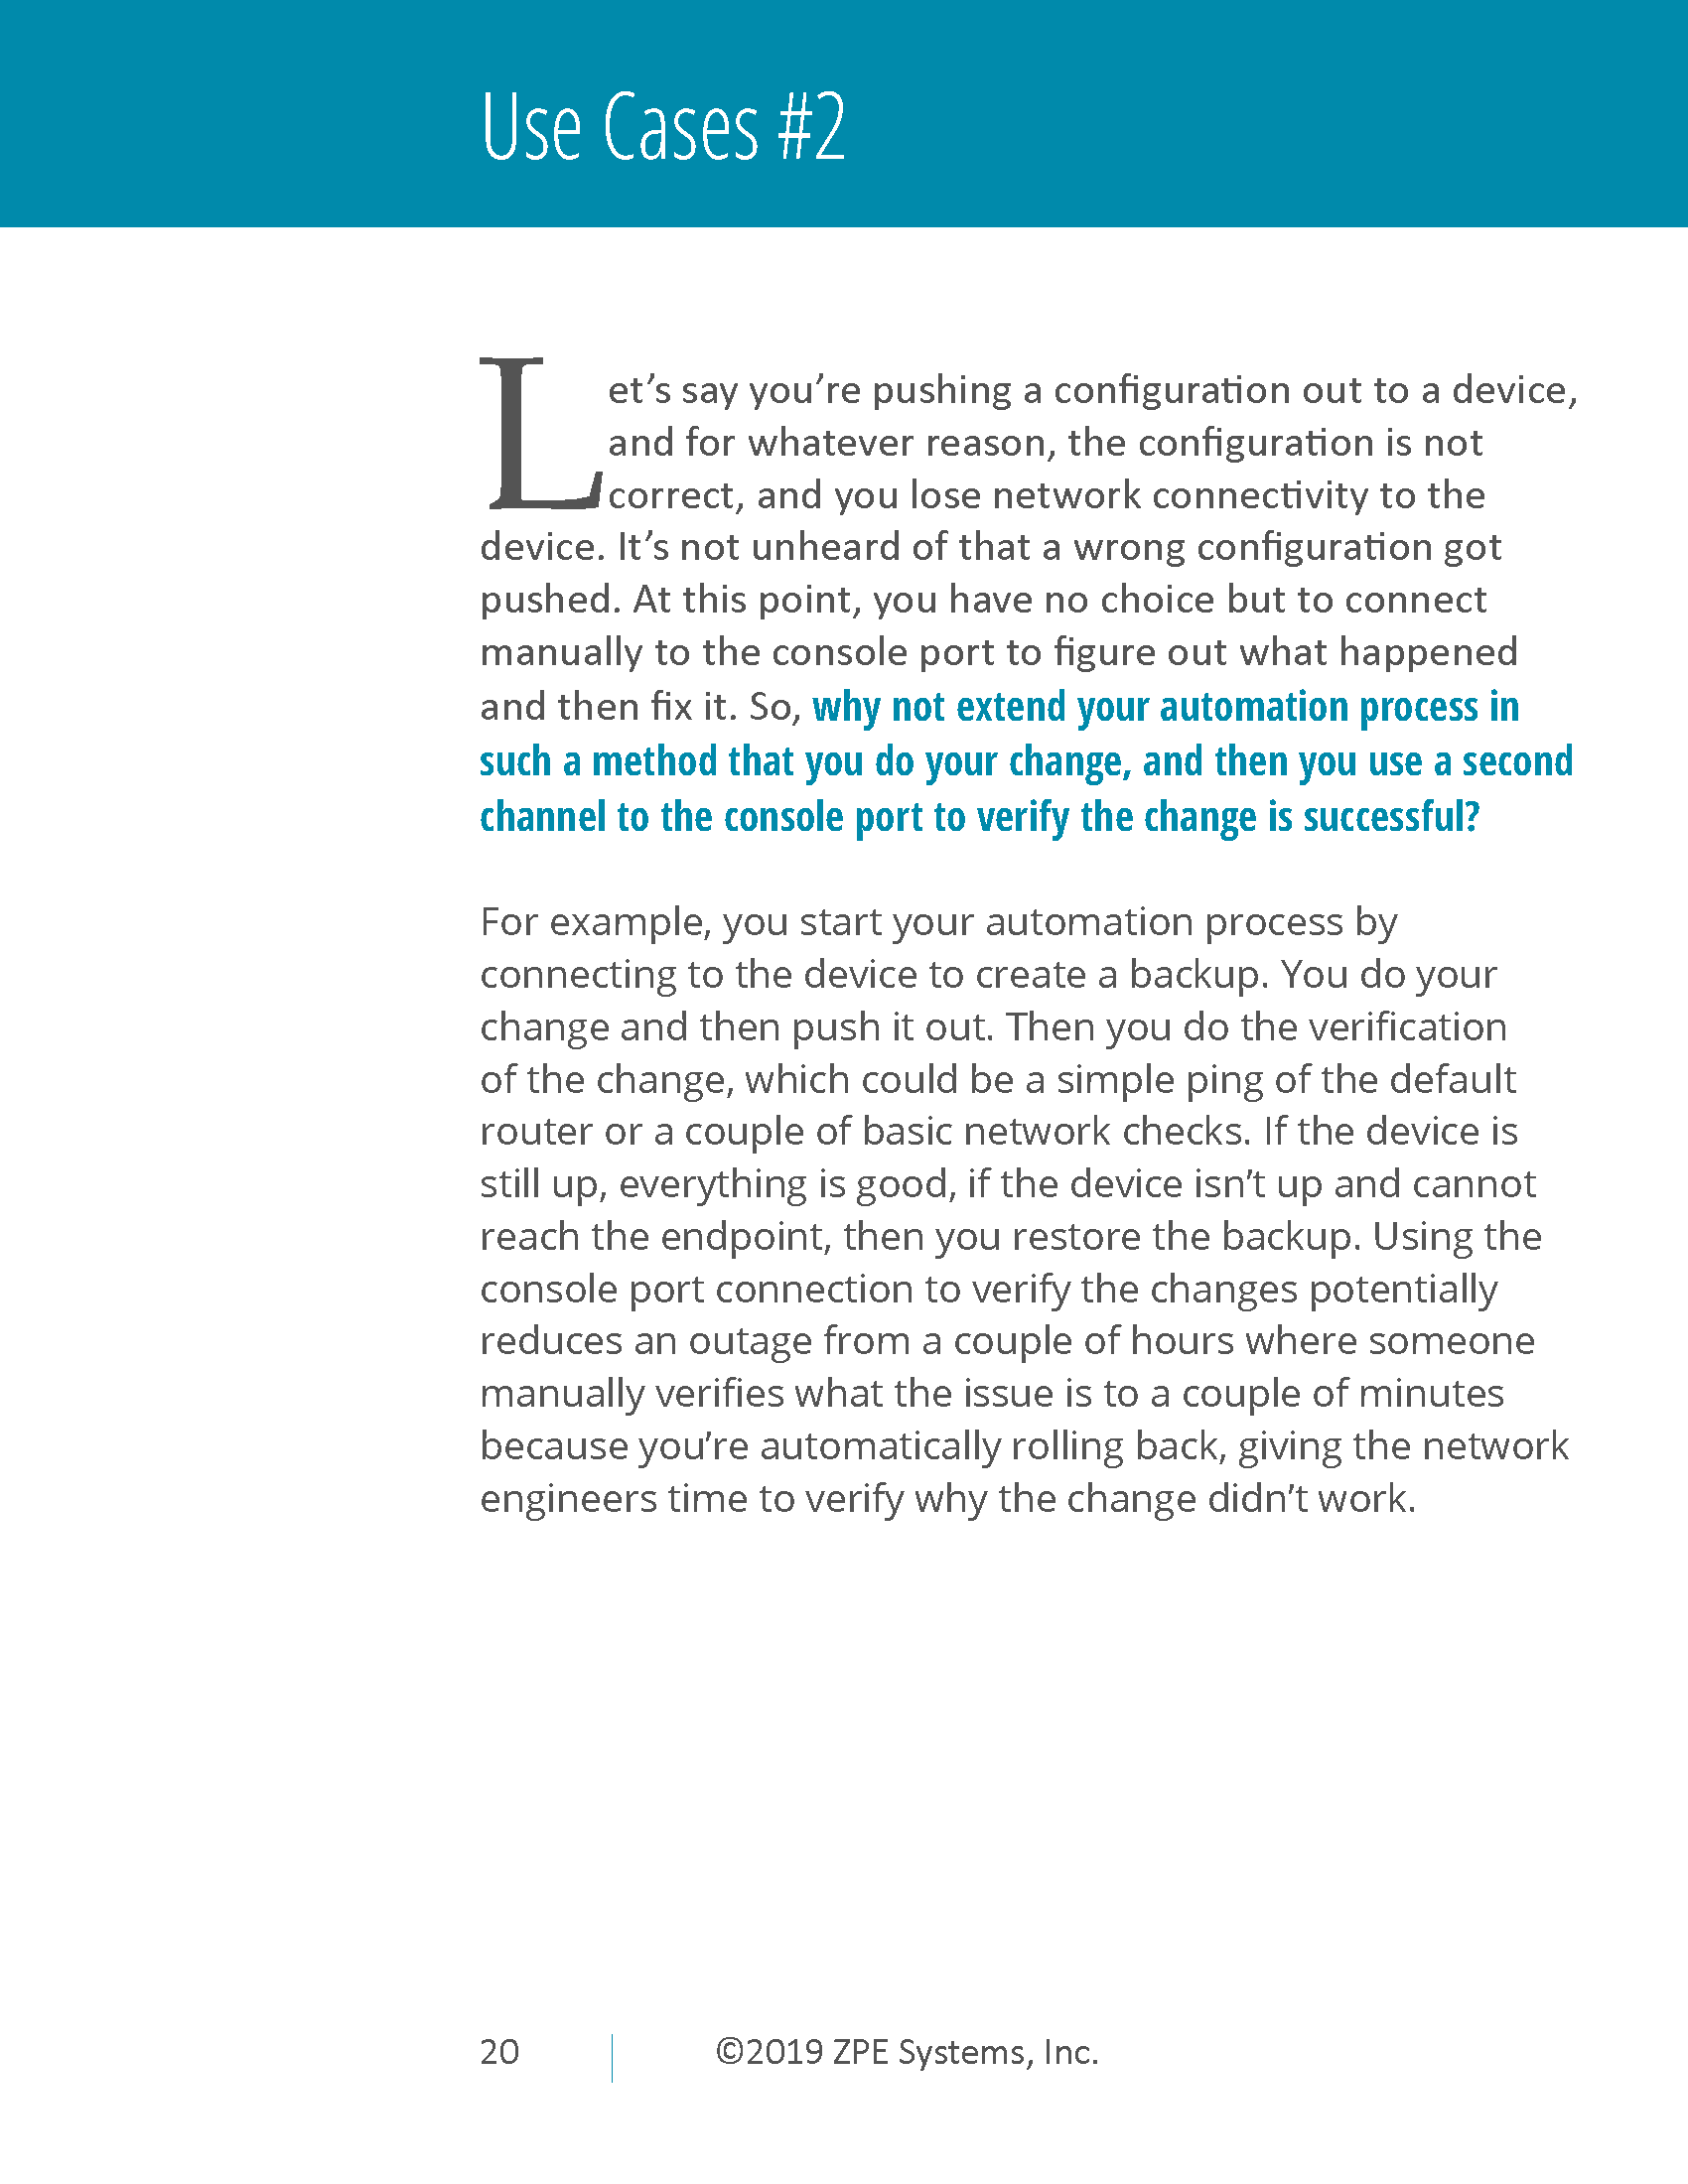 Use Cases #2
Let’s say you’re pushing a configuration out to a device,
and for whatever reason, the configuration is not
correct, and you lose network connectivity to the
device. It’s not unheard of that a wrong configuration got
pushed. At this point, you have no choice but to connect
manually to the console port to figure out what happened
and then fix it. So, why not extend your automation process in
such a method that you do your change, and then you use a second
channel to the console port to verify the change is successful?
For example, you start your automation process by
connecting to the device to create a backup. You do your
change and then push it out. Then you do the verification
of the change, which could be a simple ping of the default
router or a couple of basic network checks. If the device is
still up, everything is good, if the device isn’t up and cannot
reach the endpoint, then you restore the backup. Using the
console port connection to verify the changes potentially
reduces an outage from a couple of hours where someone
manually verifies what the issue is to a couple of minutes
because you’re automatically rolling back, giving the network
engineers time to verify why the change didn’t work.
20 ©2019 ZPE Systems, Inc.